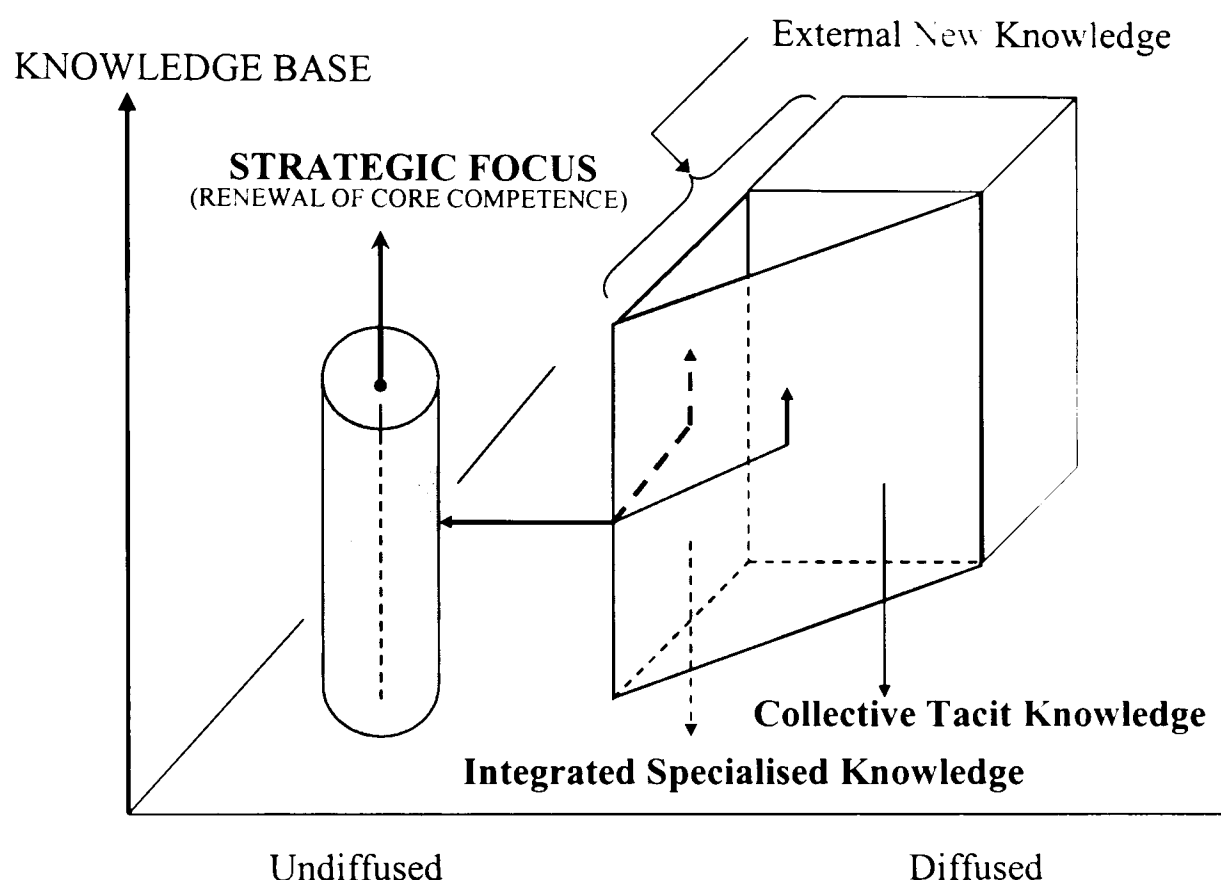 External New Knowledge
KNOWLEDGE BASE
STRATEGIC FOCUS
(RENEWAL OF CORE COMPETENCE)
Collective Tacit Knowledge
Integrated Specialised Knowledge
Undiffused
Diffused